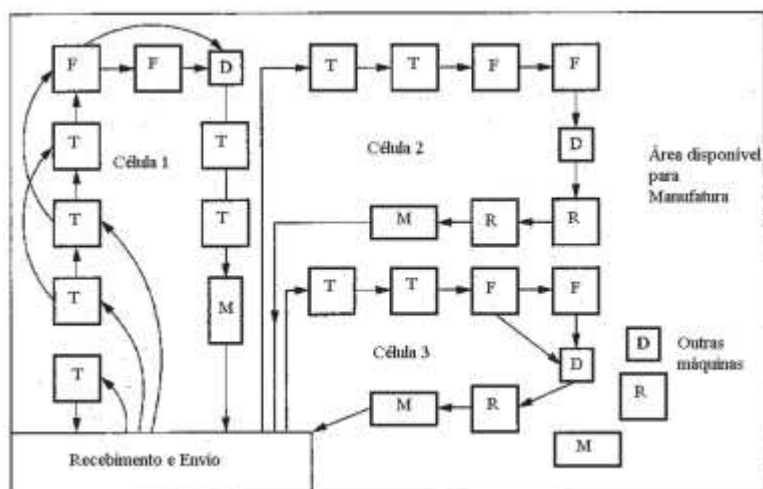 F F D T T F F
T T
Célula 1 Célula 2 D Área disponível
para
Manufatura
T T M R R
T M T T F F
Célula 3 D Outras
máquinas
T D R
M R
M
Recebimento e Envio